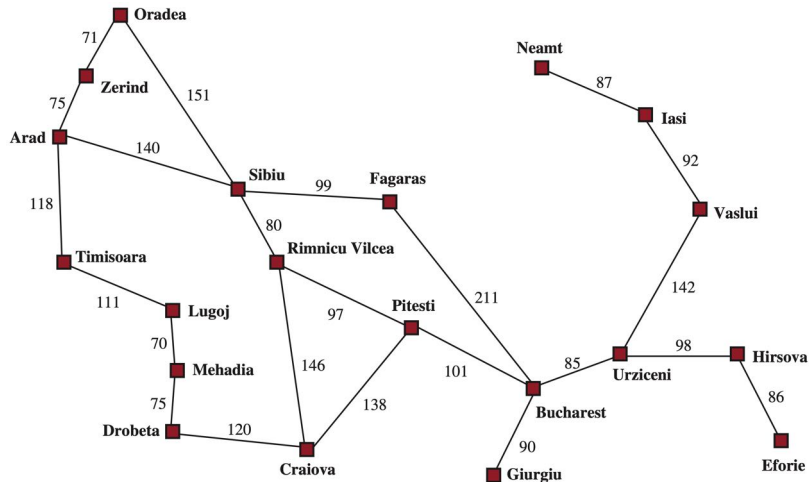 Oradea
71
Neamt
Zerind
87
151
75
Iasi
Arad
140
92
Sibiu
Fagaras
99
118
Vaslui
80
Timisoara
Rimnicu Vilcea
142
111
211
Lugoj
Pitesti
97
70
98
Hirsova
85
146
101
Mehadia
Urziceni
86
75
138
Bucharest
120
Drobeta
90
Craiova
Eforie
Giurgiu